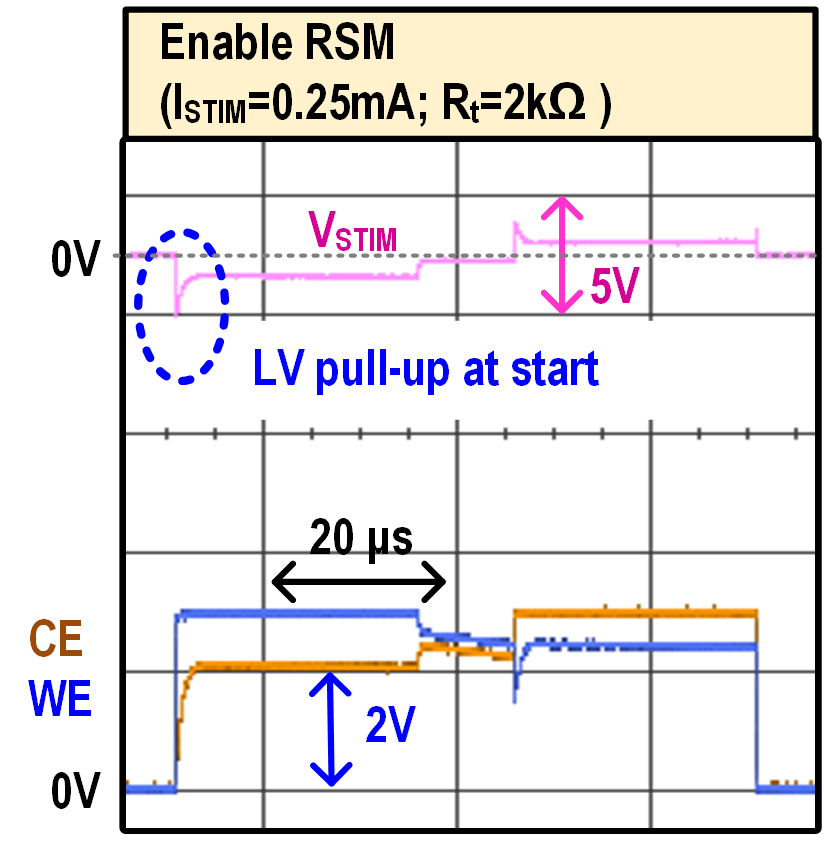 Enable RSM
(ISTIM=0.25mA; Rt=2kΩ )
VSTIM
0V
5V
LV pull-up at start
20 µs
CE
WE
2V
0V